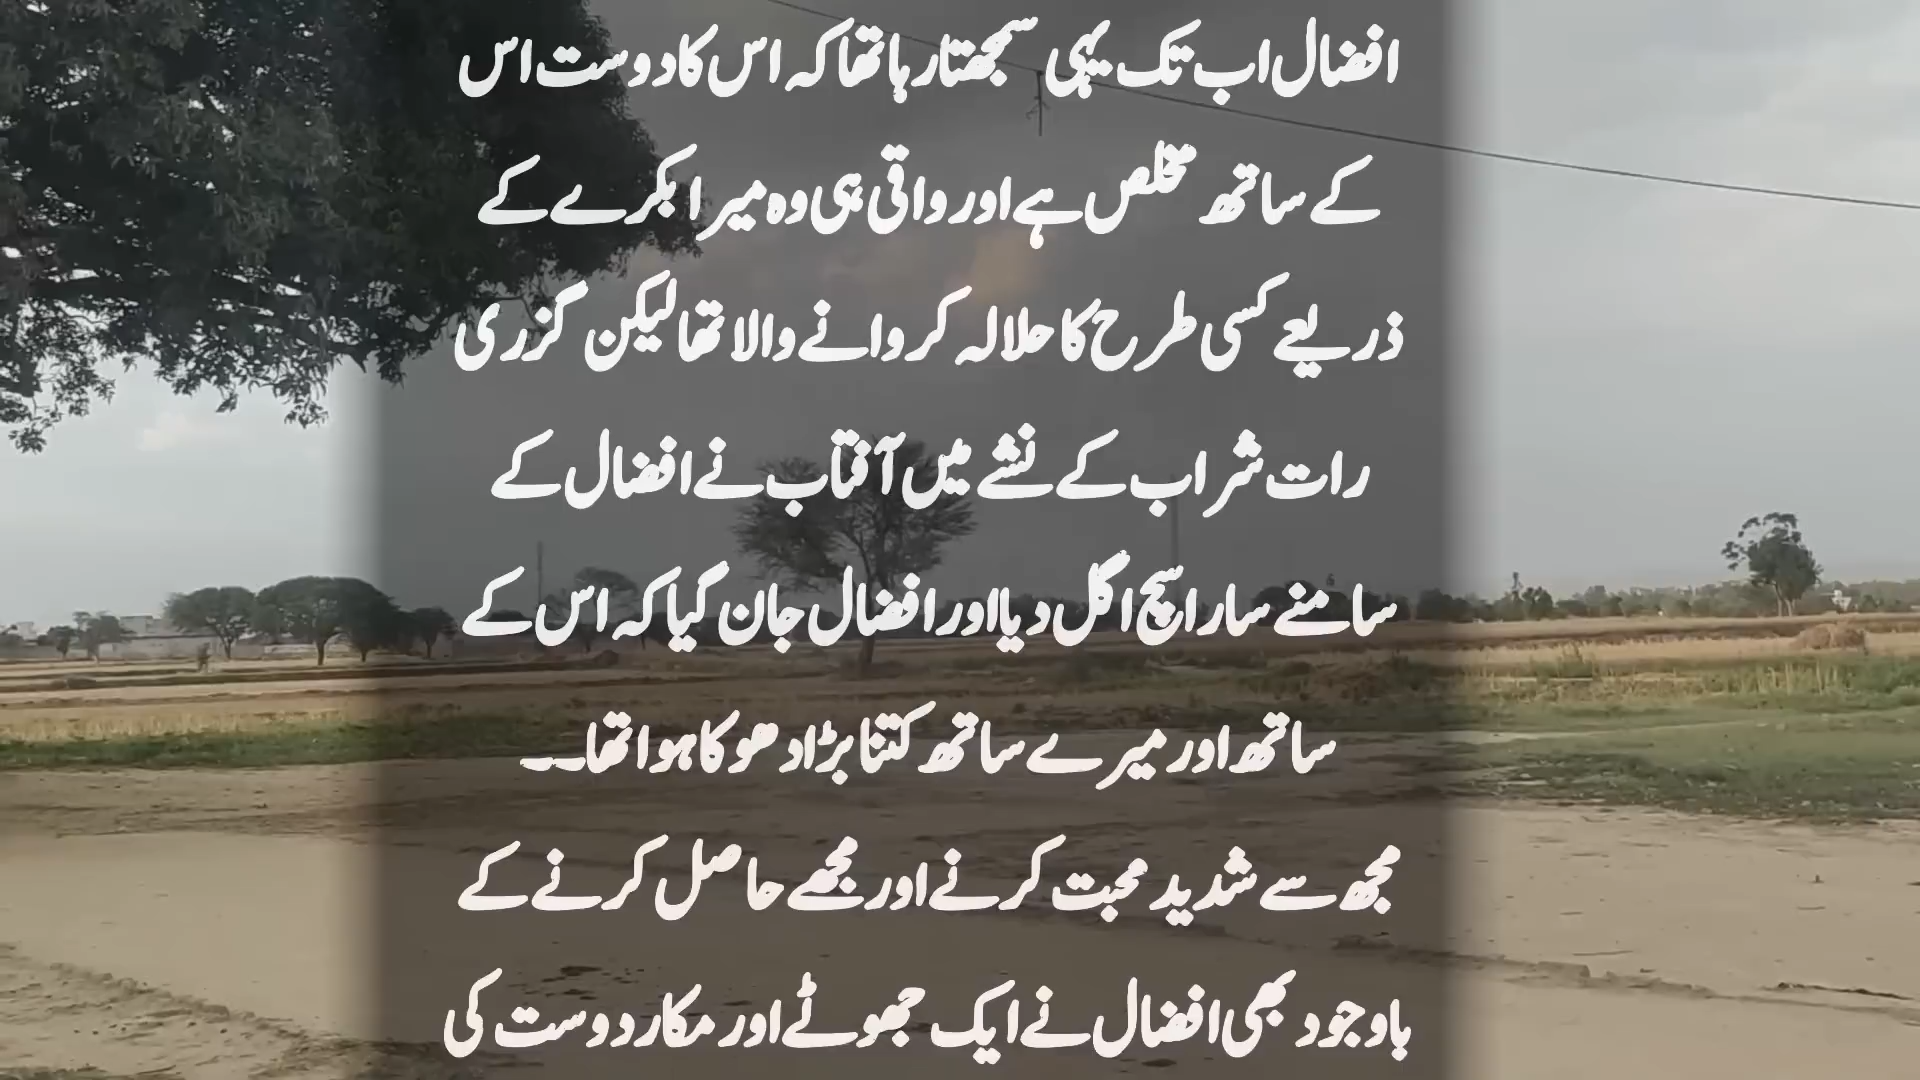 افضال اب تک یہی سمجھتا رہا تھا کہ اس کا دوست اس
کے ساتھ مخلص ہے اور واقی ہی وہ میرا بکرے کے
ذریعے کسی طرح کا حلالہ کروانے والا تھا لیکن گزری
رات شراب کے نشے میں آفتاب نے افضال کے
سامنے سارا سچ اگل دیا اور افضال جان گیا کہ اس کے
ساتھ اور میرے ساتھ کتنا بڑا دھوکا ہوا تھا۔۔
مجھ سے شدید محبت کرنے اور مجھے حاصل کرنے کے
باوجود بھی افضال نے ایک جھوٹے اور مکار دوست کی